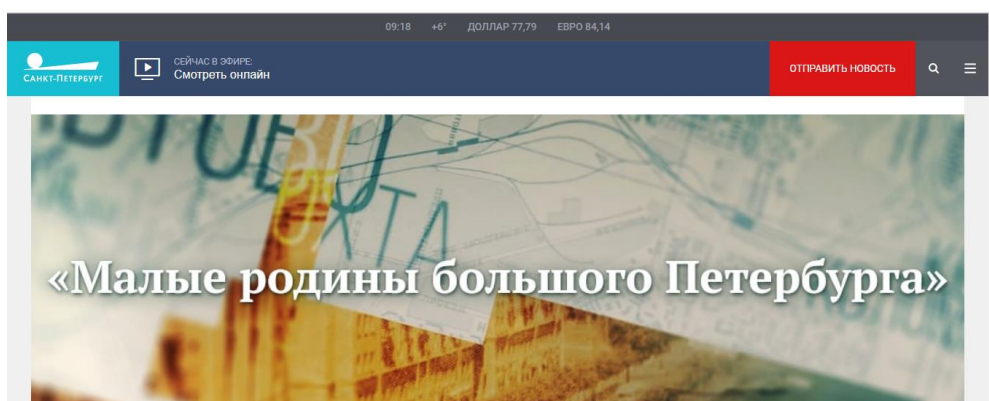 09:18 +6° ДОЛЛАР 77,79 ЕВРО 84,14
САНКТ-ПЕТЕРБУРГ
СЕЙЧАС В ЭФИРЕ:
Смотреть онлайн
ОТПРАВИТЬ НОВОСТЬ
ОХТА
«Малые родины большого Петербурга»